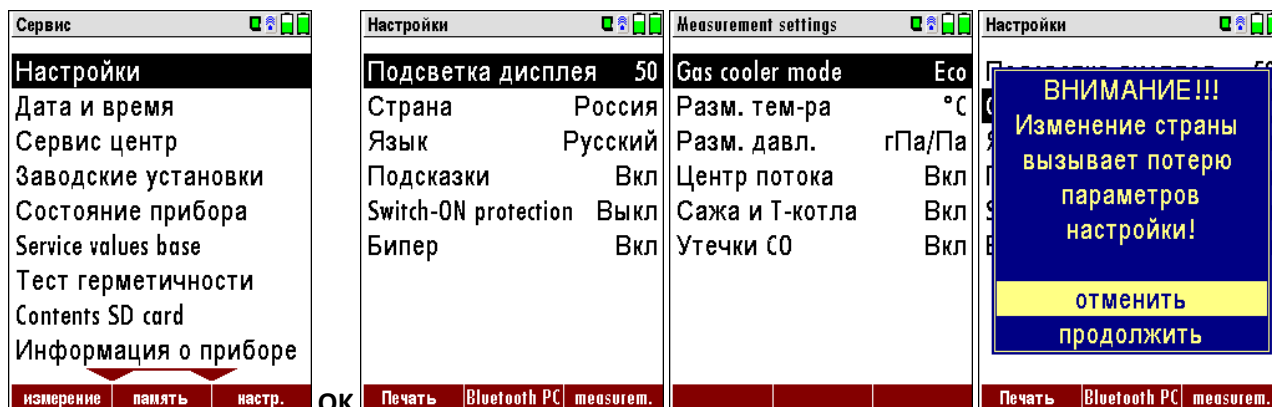 Сервис
Настройки
Дата и время
Сервис центр
Заводские установки
Состояние прибора
Service values base
Тест герметичности
Contents SD card
Информация о приборе
измерение память настр.
OK
Настройки
Подсветка дисплея 50
Страна Россия
Язык Русский
Подсказки Вкл
Switch-ON protection Выкл
Бипер Вкл
Печать Bluetooth PC measurem.
Measurement settings
Gas cooler mode Eco
Разм. тем-ра °C
Разм. давл. гПа/Па
Центр потока Вкл
Сажа и Т-котла Вкл
Утечки CO Вкл
Настройки
ВНИМАНИЕ!!!
Изменение страны
вызывает потерю
параметров
настройки!
отменить
продолжить
Печать Bluetooth PC measurem.